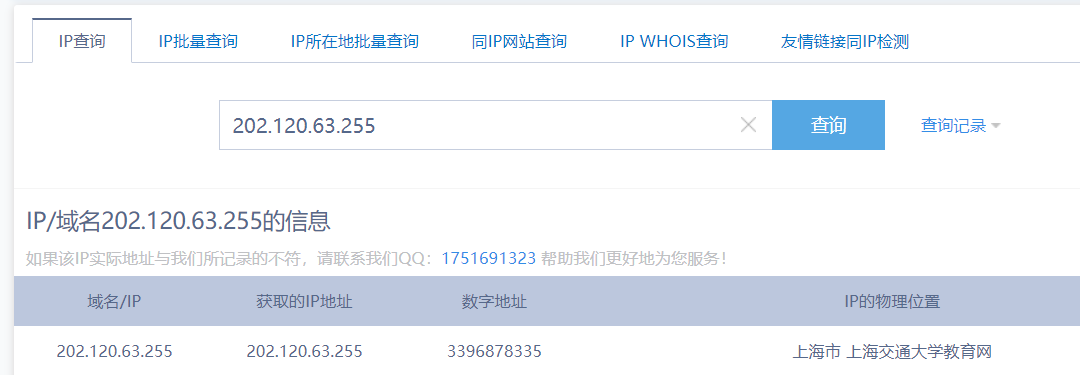 IP查询 IP批量查询 IP所在地批量查询 同IP网站查询 IP WHOIS查询 友情链接同IP检测
202.120.63.255 查询 查询记录
IP/域名202.120.63.255的信息
如果该IP实际地址与我们所记录的不符，请联系我们QQ：1751691323 帮助我们更好地为您服务！
域名/IP 获取的IP地址 数字地址 IP的物理位置
202.120.63.255 202.120.63.255 3396878335 上海市 上海交通大学教育网